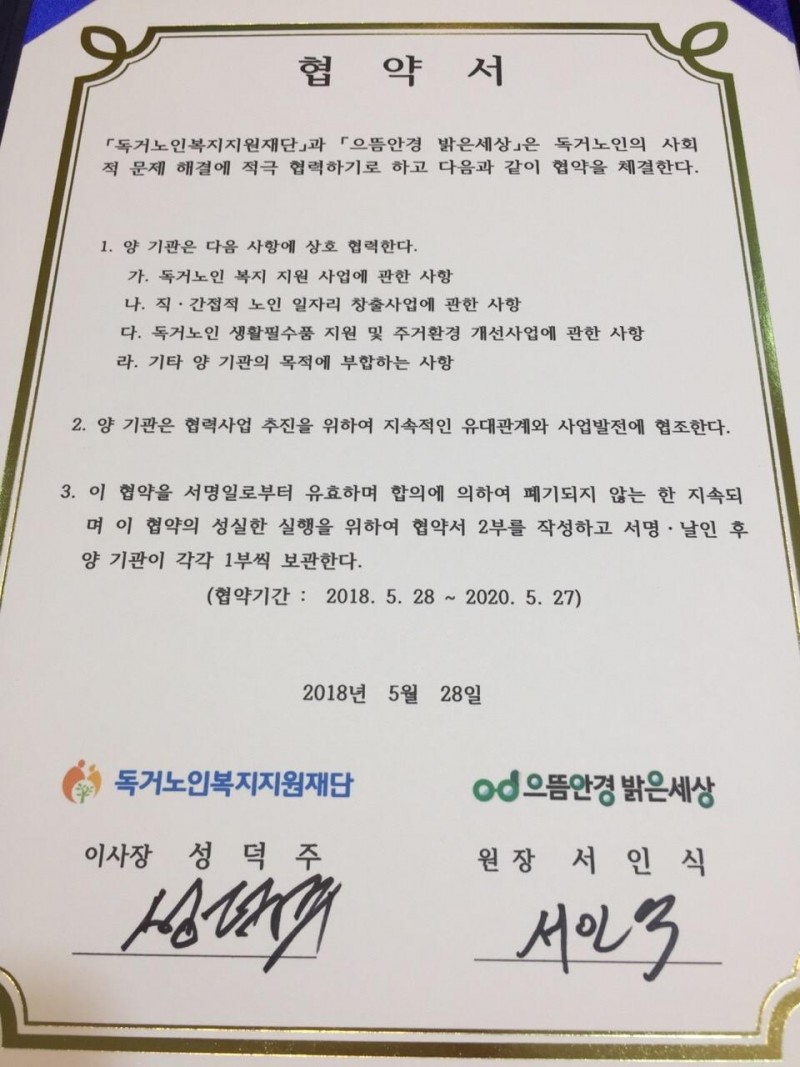 협 약 서
「독거노인복지지원재단」과 「으뜸안경 밝은세상」은 독거노인의 사회
적 문제 해결에 적극 협력하기로 하고 다음과 같이 협약을 체결한다.
1. 양 기관은 다음 사항에 상호 협력한다.
가. 독거노인 복지 지원 사업에 관한 사항
나. 직·간접적 노인 일자리 창출사업에 관한 사항
다. 독거노인 생활필수품 지원 및 주거환경 개선사업에 관한 사항
라. 기타 양 기관의 목적에 부합하는 사항
2. 양 기관은 협력사업 추진을 위하여 지속적인 유대관계와 사업발전에 협조한다.
3. 이 협약을 서명일로부터 유효하며 합의에 의하여 폐기되지 않는 한 지속되
며 이 협약의 성실한 실행을 위하여 협약서 2부를 작성하고 서명·날인 후
양 기관이 각각 1부씩 보관한다.
(협약기간 : 2018. 5. 28 ~ 2020. 5. 27)
2018년 5월 28일
독거노인복지지원재단
od 으뜸안경 밝은세상
이사장 성 덕 주
원장 서 인 식
성덕주
서인식